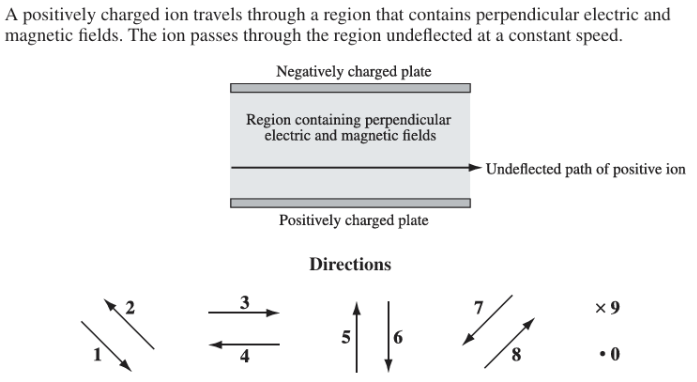 A positively charged ion travels through a region that contains perpendicular electric and
magnetic fields. The ion passes through the region undeflected at a constant speed.
Negatively charged plate
Region containing perpendicular
electric and magnetic fields
Undeflected path of positive ion
Positively charged plate
Directions
2
3
7
× 9
5
6
1
4
8
• 0